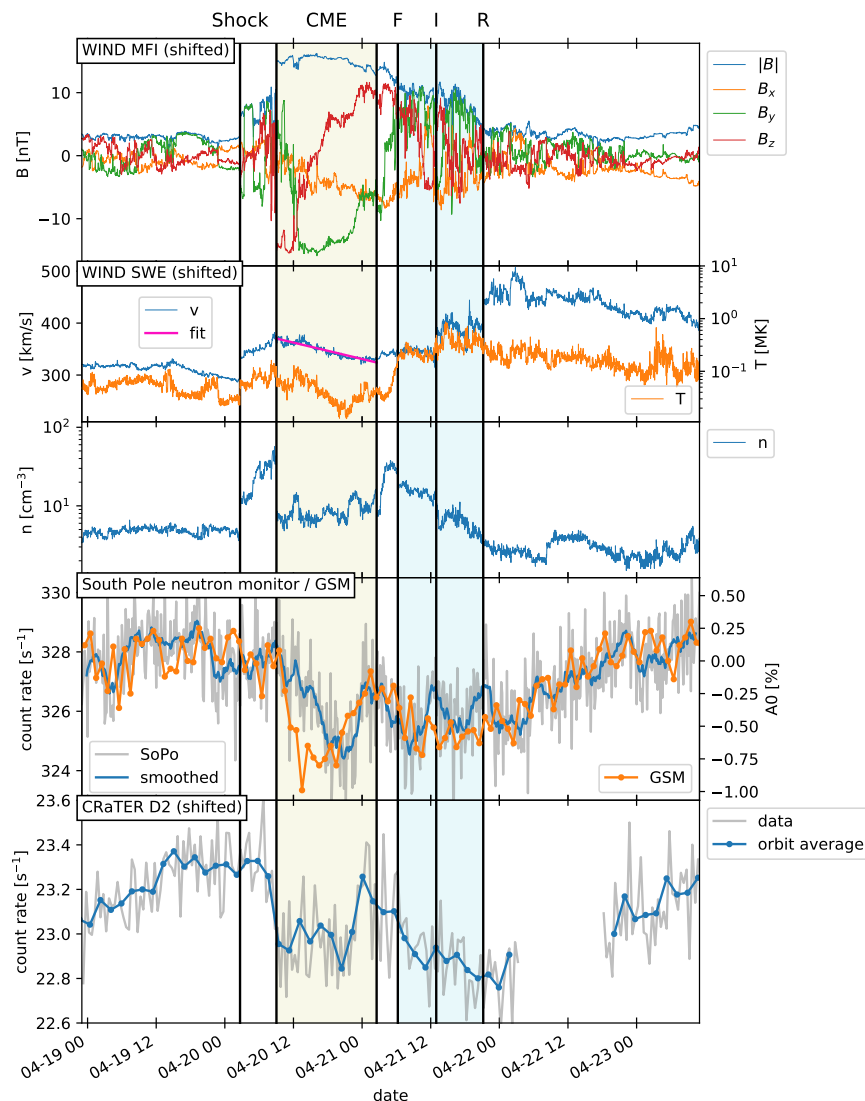 Shock CME F I R
WIND MFI (shifted)
10
0
−10
B [nT]
|B|
Bx
By
Bz
WIND SWE (shifted)
500
400
300
v [km/s]
v
fit
T
10^1
10^0
10^−1
T [MK]
10^2
10^1
n [cm^−3]
n
South Pole neutron monitor / GSM
330
328
326
324
count rate [s^−1]
SoPo
smoothed
GSM
0.50
0.25
0.00
−0.25
−0.50
−0.75
−1.00
A0 [%]
CRaTER D2 (shifted)
23.6
23.4
23.2
23.0
22.8
22.6
count rate [s^−1]
data
orbit average
04-19 00
04-19 12
04-20 00
04-20 12
04-21 00
04-21 12
04-22 00
04-22 12
04-23 00
date